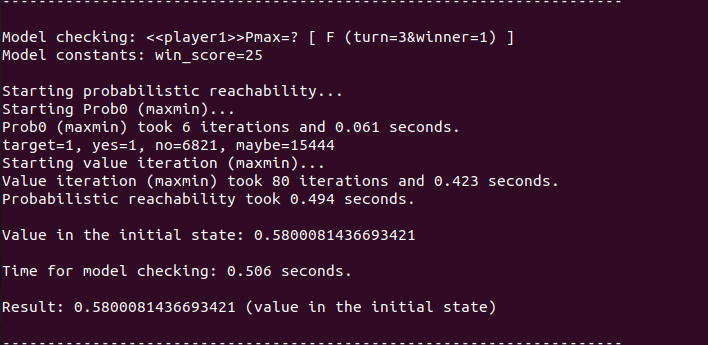 ---------------------------------------------------------------------
Model checking: <<player1>>Pmax=? [ F (turn=3&winner=1) ]
Model constants: win_score=25
Starting probabilistic reachability...
Starting Prob0 (maxmin)...
Prob0 (maxmin) took 6 iterations and 0.061 seconds.
target=1, yes=1, no=6821, maybe=15444
Starting value iteration (maxmin)...
Value iteration (maxmin) took 80 iterations and 0.423 seconds.
Probabilistic reachability took 0.494 seconds.
Value in the initial state: 0.5800081436693421
Time for model checking: 0.506 seconds.
Result: 0.5800081436693421 (value in the initial state)
---------------------------------------------------------------------